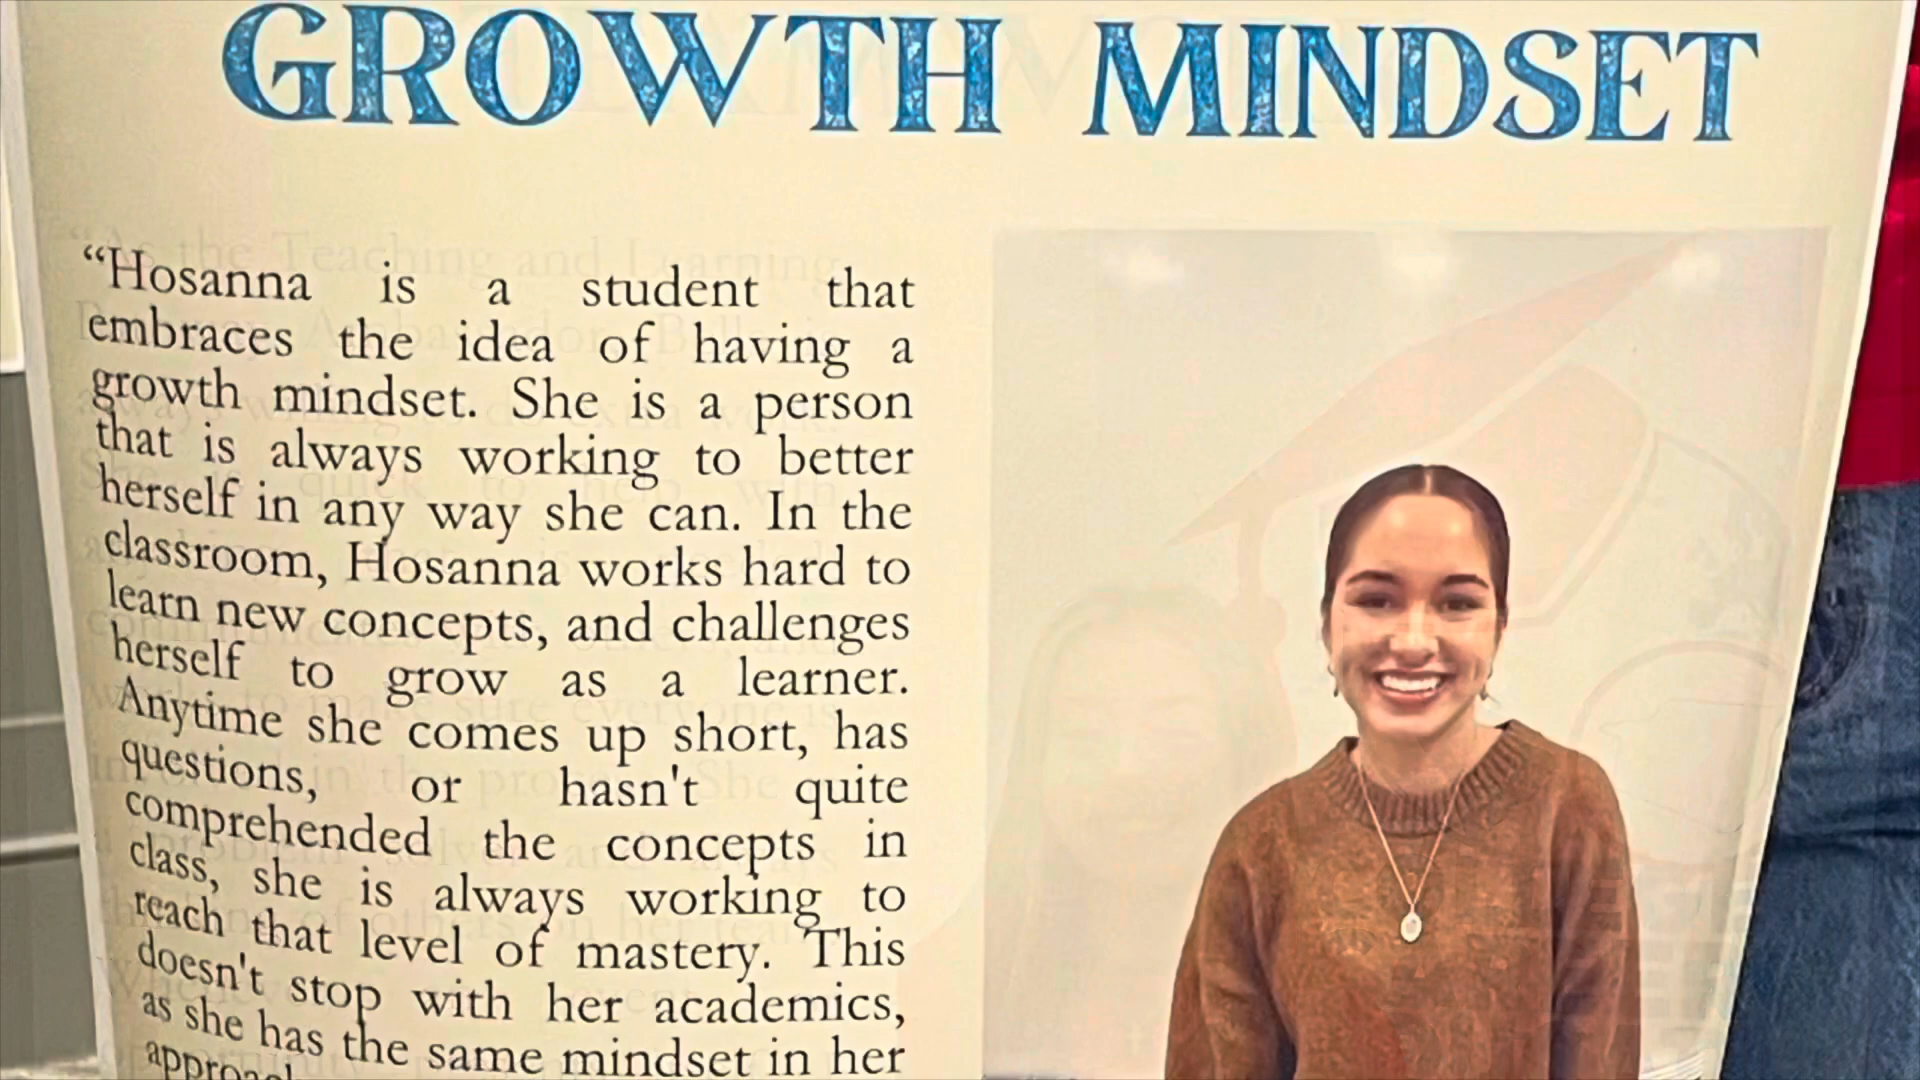 GROWTH MINDSET
“Hosanna is a student that
embraces the idea of having a
growth mindset. She is a person
that is always working to better
herself in any way she can. In the
classroom, Hosanna works hard to
learn new concepts, and challenges
herself to grow as a learner.
Anytime she comes up short, has
questions, or hasn't quite
comprehended the concepts in
class, she is always working to
reach that level of mastery. This
doesn't stop with her academics,
as she has the same mindset in her